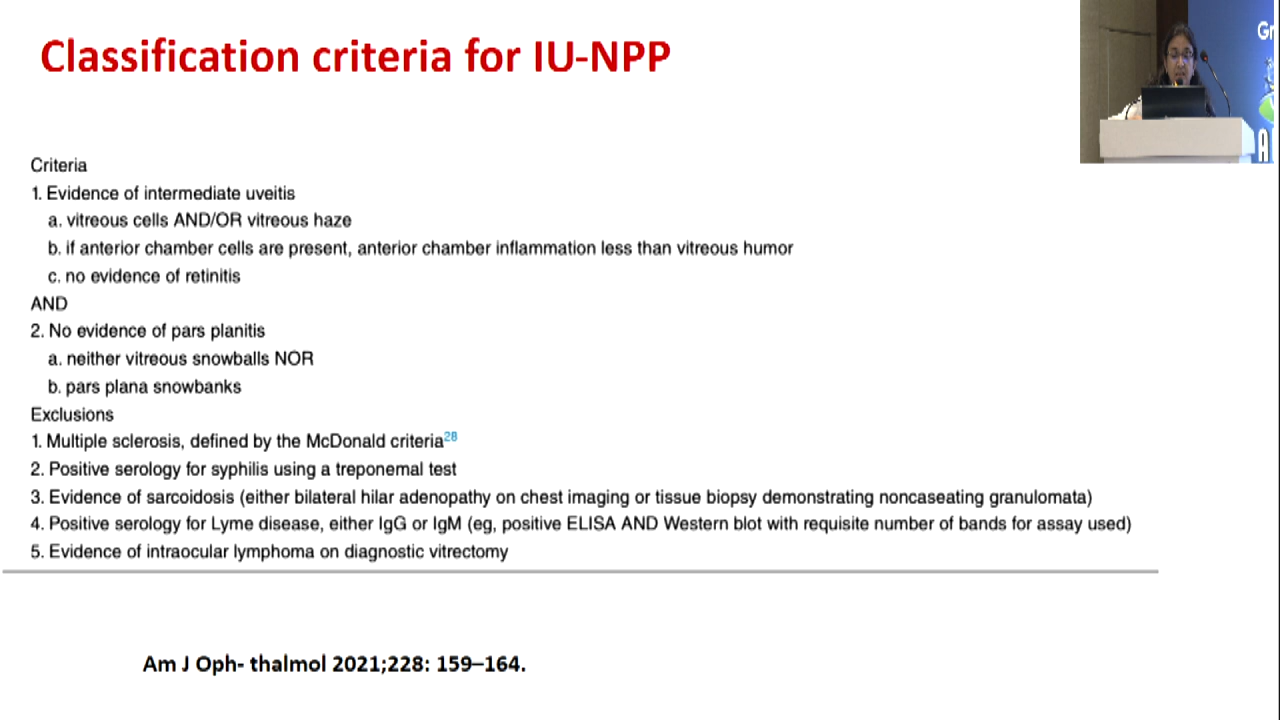 Classification criteria for IU-NPP
Gr
A
Criteria
1. Evidence of intermediate uveitis
a. vitreous cells AND/OR vitreous haze
b. if anterior chamber cells are present, anterior chamber inflammation less than vitreous humor
c. no evidence of retinitis
AND
2. No evidence of pars planitis
a. neither vitreous snowballs NOR
b. pars plana snowbanks
Exclusions
1. Multiple sclerosis, defined by the McDonald criteria28
2. Positive serology for syphilis using a treponemal test
3. Evidence of sarcoidosis (either bilateral hilar adenopathy on chest imaging or tissue biopsy demonstrating noncaseating granulomata)
4. Positive serology for Lyme disease, either IgG or IgM (eg, positive ELISA AND Western blot with requisite number of bands for assay used)
5. Evidence of intraocular lymphoma on diagnostic vitrectomy
Am J Oph- thalmol 2021;228: 159–164.